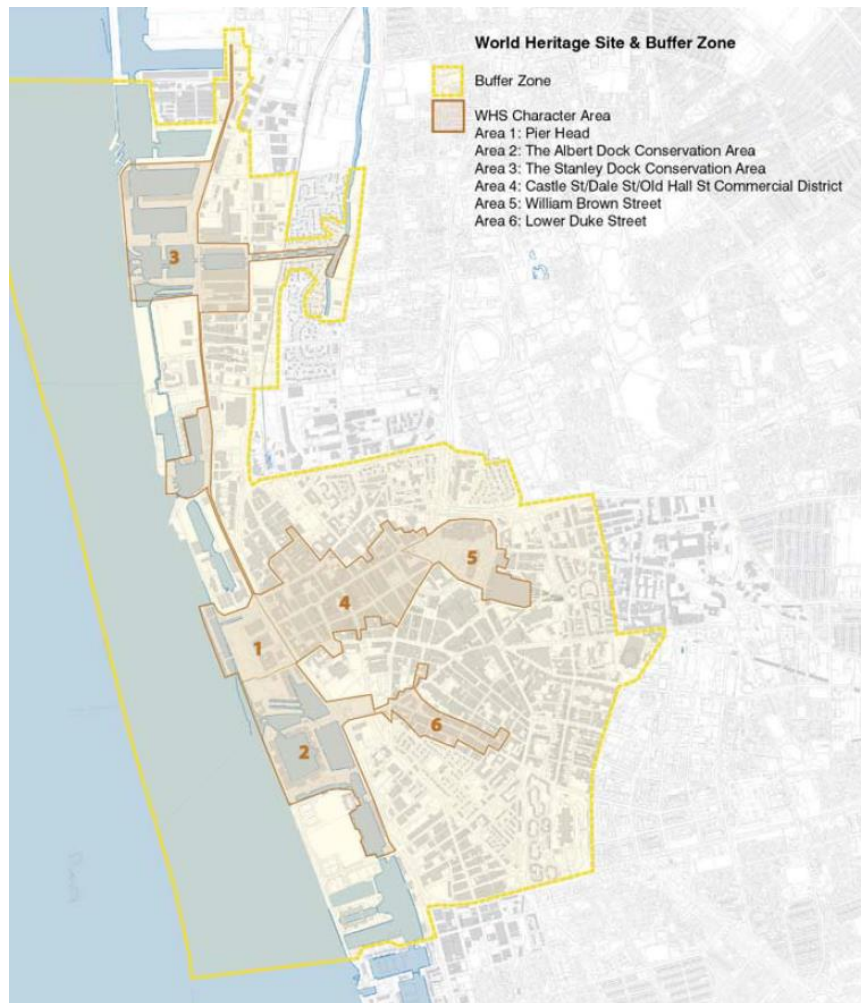 World Heritage Site & Buffer Zone
Buffer Zone
WHS Character Area
Area 1: Pier Head
Area 2: The Albert Dock Conservation Area
Area 3: The Stanley Dock Conservation Area
Area 4: Castle St/Dale St/Old Hall St Commercial District
Area 5: William Brown Street
Area 6: Lower Duke Street
3
5
4
1
6
2